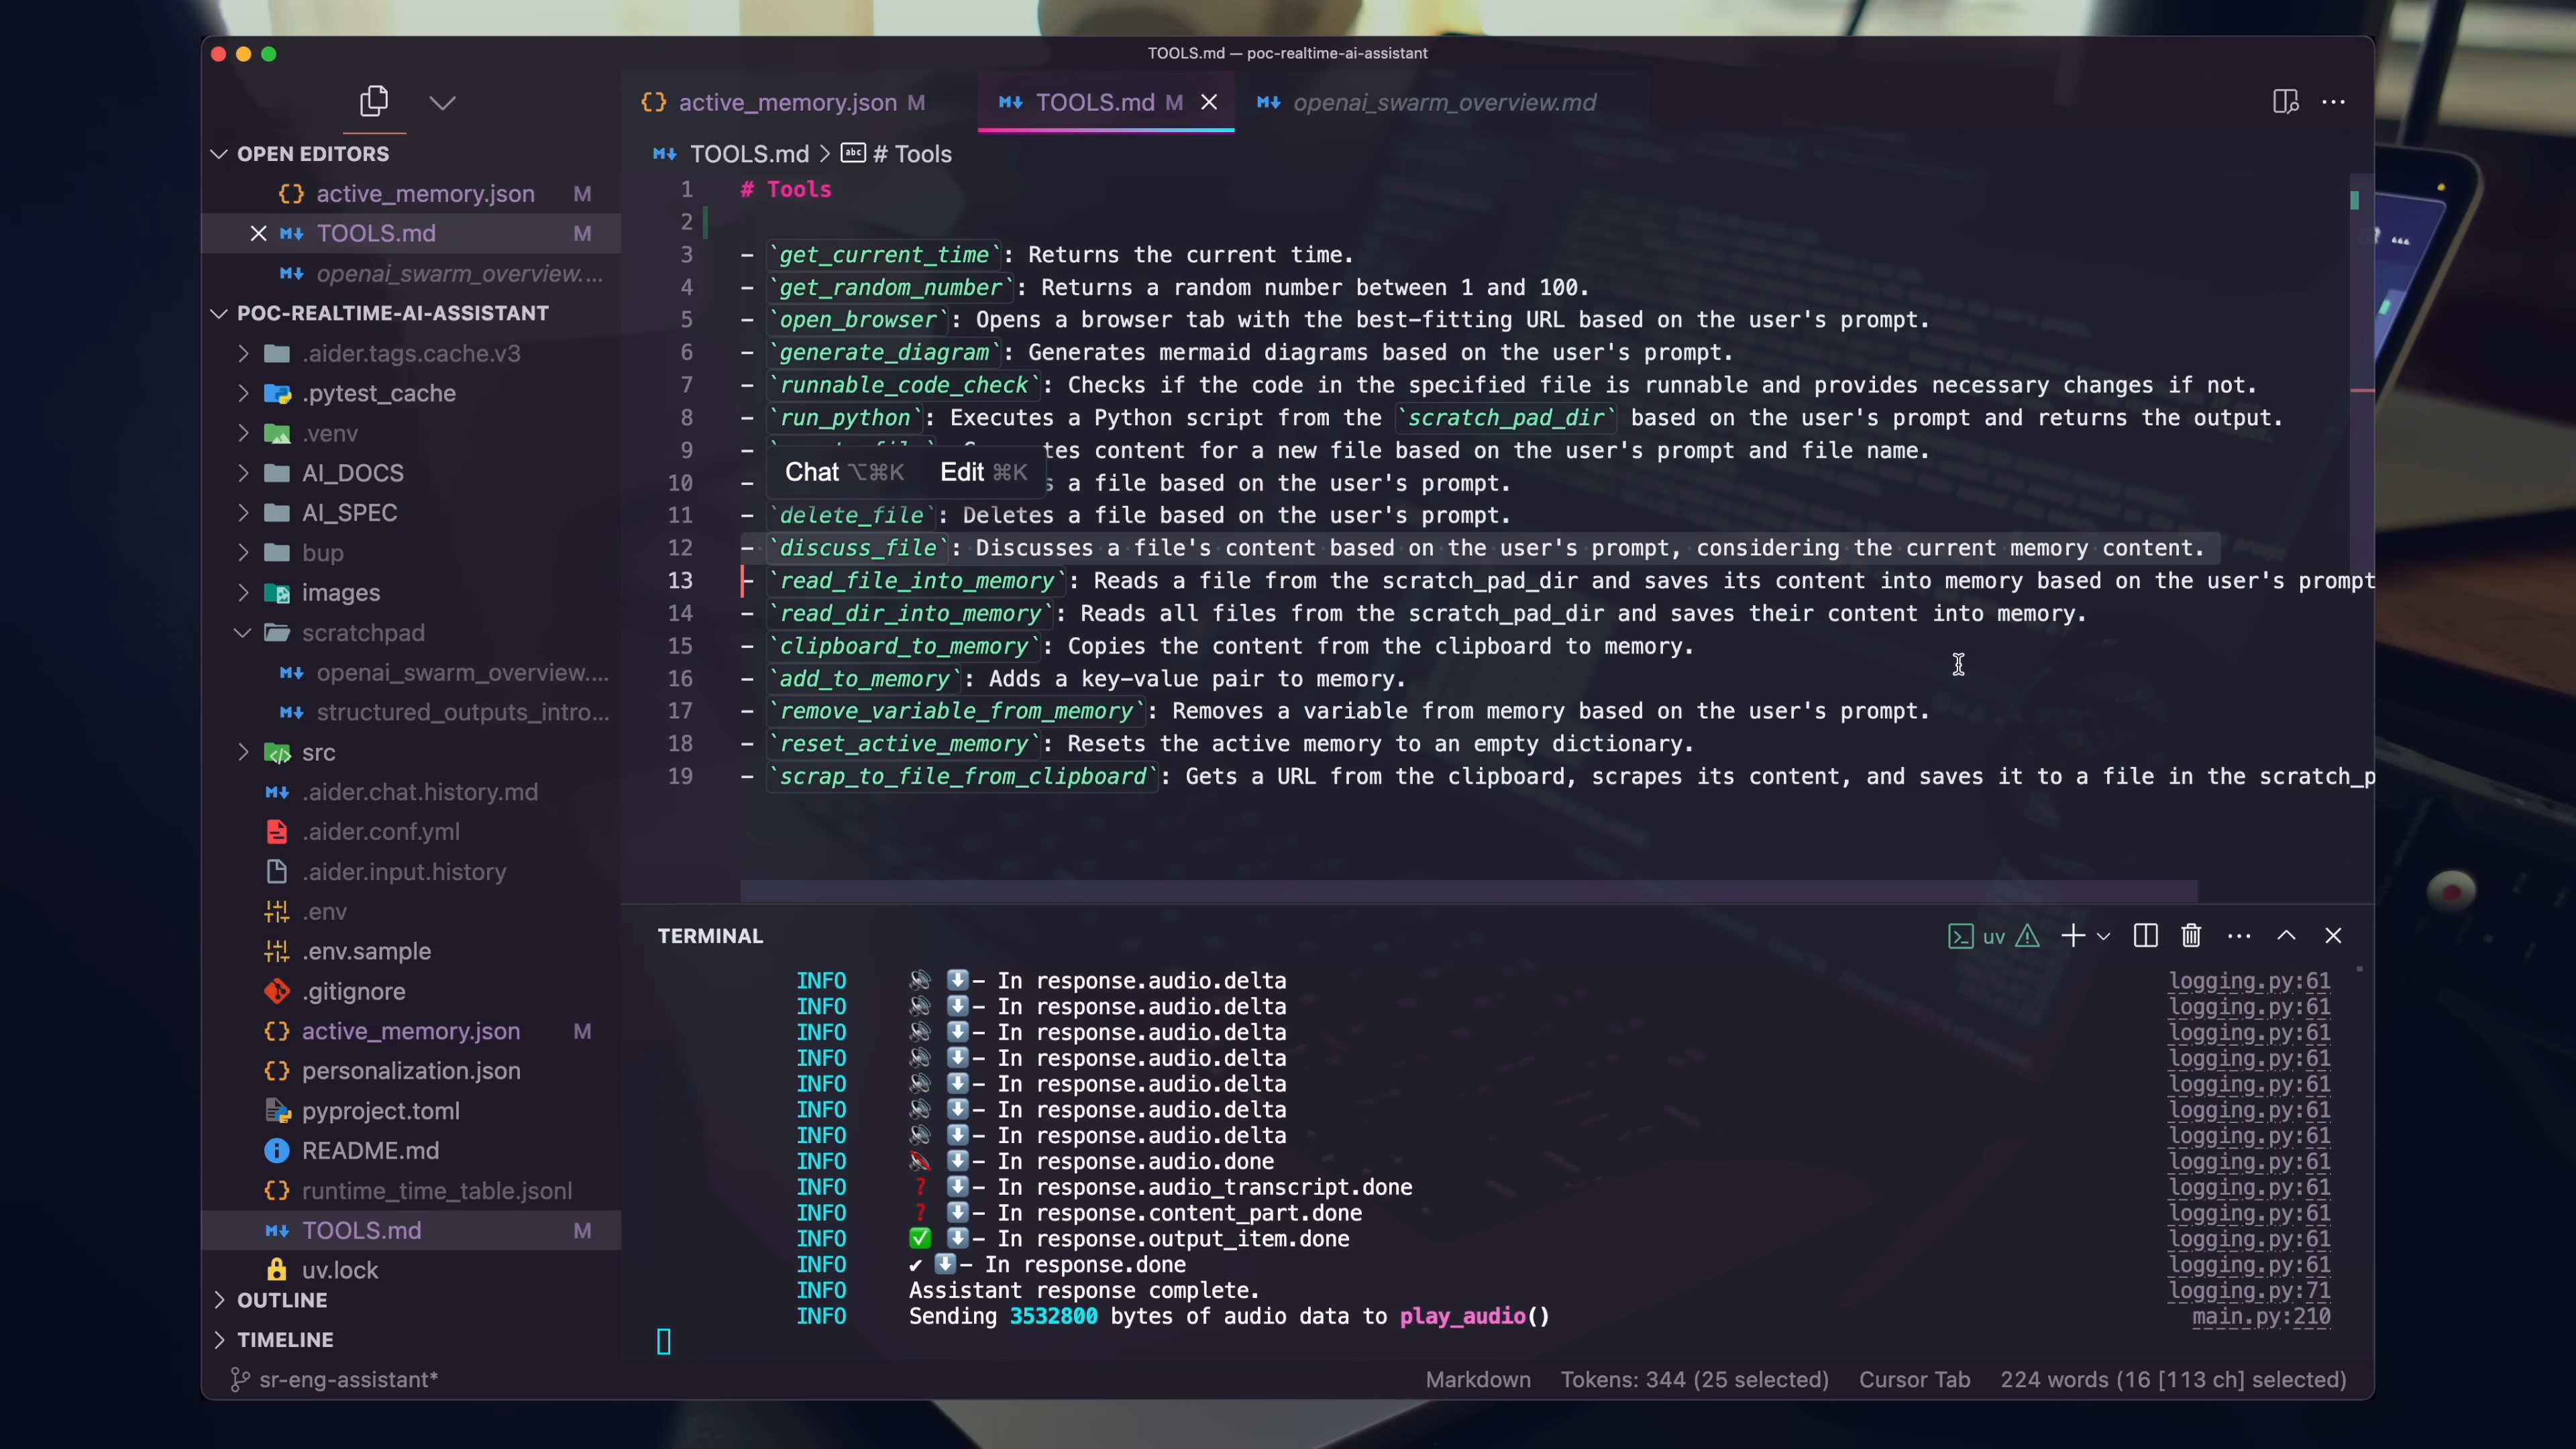 TOOLS.md — poc-realtime-ai-assistant
active_memory.json M
TOOLS.md M
openai_swarm_overview.md
OPEN EDITORS
active_memory.json M
TOOLS.md M
openai_swarm_overview....
POC-REALTIME-AI-ASSISTANT
.aider.tags.cache.v3
.pytest_cache
.venv
AI_DOCS
AI_SPEC
bup
images
scratchpad
openai_swarm_overview....
structured_outputs_intro...
src
.aider.chat.history.md
.aider.conf.yml
.aider.input.history
.env
.env.sample
.gitignore
active_memory.json M
personalization.json
pyproject.toml
README.md
runtime_time_table.jsonl
TOOLS.md M
uv.lock
OUTLINE
TIMELINE
TOOLS.md > # Tools
1 # Tools
2
3 - `get_current_time`: Returns the current time.
4 - `get_random_number`: Returns a random number between 1 and 100.
5 - `open_browser`: Opens a browser tab with the best-fitting URL based on the user's prompt.
6 - `generate_diagram`: Generates mermaid diagrams based on the user's prompt.
7 - `runnable_code_check`: Checks if the code in the specified file is runnable and provides necessary changes if not.
8 - `run_python`: Executes a Python script from the `scratch_pad_dir` based on the user's prompt and returns the output.
9 - tes content for a new file based on the user's prompt and file name.
Chat ⌥⌘K Edit ⌘K
10 - s a file based on the user's prompt.
11 - `delete_file`: Deletes a file based on the user's prompt.
12 - `discuss_file`: Discusses a file's content based on the user's prompt, considering the current memory content.
13 - `read_file_into_memory`: Reads a file from the scratch_pad_dir and saves its content into memory based on the user's prompt
14 - `read_dir_into_memory`: Reads all files from the scratch_pad_dir and saves their content into memory.
15 - `clipboard_to_memory`: Copies the content from the clipboard to memory.
16 - `add_to_memory`: Adds a key-value pair to memory.
17 - `remove_variable_from_memory`: Removes a variable from memory based on the user's prompt.
18 - `reset_active_memory`: Resets the active memory to an empty dictionary.
19 - `scrap_to_file_from_clipboard`: Gets a URL from the clipboard, scrapes its content, and saves it to a file in the scratch_p
TERMINAL
uv
INFO 🔊 ⬇️- In response.audio.delta logging.py:61
INFO 🔊 ⬇️- In response.audio.delta logging.py:61
INFO 🔊 ⬇️- In response.audio.delta logging.py:61
INFO 🔊 ⬇️- In response.audio.delta logging.py:61
INFO 🔊 ⬇️- In response.audio.delta logging.py:61
INFO 🔊 ⬇️- In response.audio.delta logging.py:61
INFO 🔊 ⬇️- In response.audio.delta logging.py:61
INFO 🔇 ⬇️- In response.audio.done logging.py:61
INFO ❓ ⬇️- In response.audio_transcript.done logging.py:61
INFO ❓ ⬇️- In response.content_part.done logging.py:61
INFO ✅ ⬇️- In response.output_item.done logging.py:61
INFO ✔ ⬇️- In response.done logging.py:61
INFO Assistant response complete. logging.py:71
INFO Sending 3532800 bytes of audio data to play_audio() main.py:210
sr-eng-assistant*
Markdown Tokens: 344 (25 selected) Cursor Tab 224 words (16 [113 ch] selected)